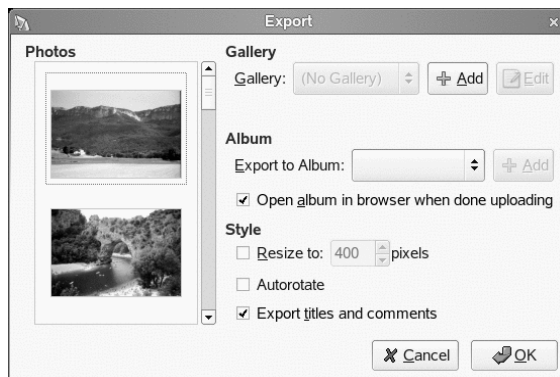 Export
Photos
Gallery
Gallery: (No Gallery) Add Edit
Album
Export to Album: Add
Open album in browser when done uploading
Style
Resize to: 400 pixels
Autorotate
Export titles and comments
Cancel OK